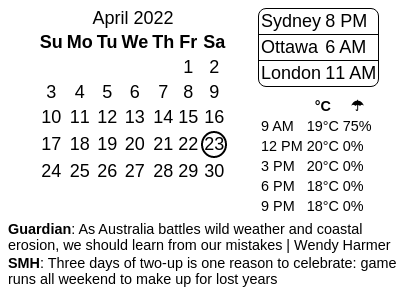 April 2022
Su Mo Tu We Th Fr Sa
1 2
3 4 5 6 7 8 9
10 11 12 13 14 15 16
17 18 19 20 21 22 23
24 25 26 27 28 29 30
Sydney 8 PM
Ottawa 6 AM
London 11 AM
°C ☂
9 AM 19°C 75%
12 PM 20°C 0%
3 PM 20°C 0%
6 PM 18°C 0%
9 PM 18°C 0%
Guardian: As Australia battles wild weather and coastal
erosion, we should learn from our mistakes | Wendy Harmer
SMH: Three days of two-up is one reason to celebrate: game
runs all weekend to make up for lost years